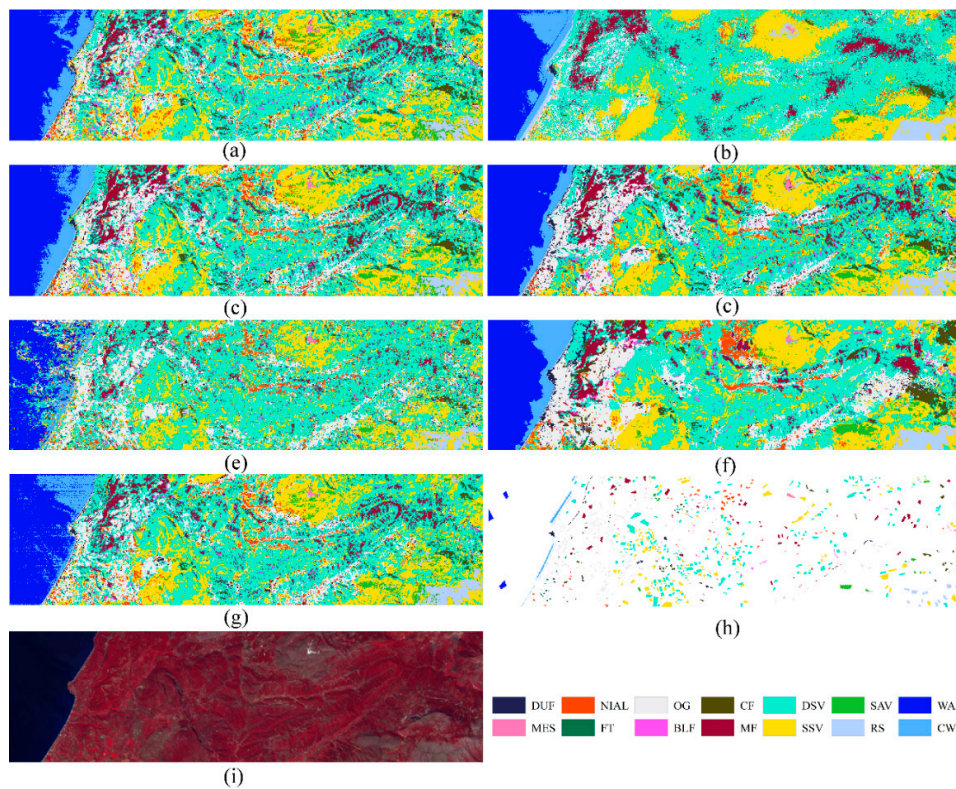 (a)
(b)
(c)
(c)
(e)
(f)
(g)
(h)
(i)
DUF NIAL OG CF DSV SAV WA
MES FT BLF MF SSV RS CW